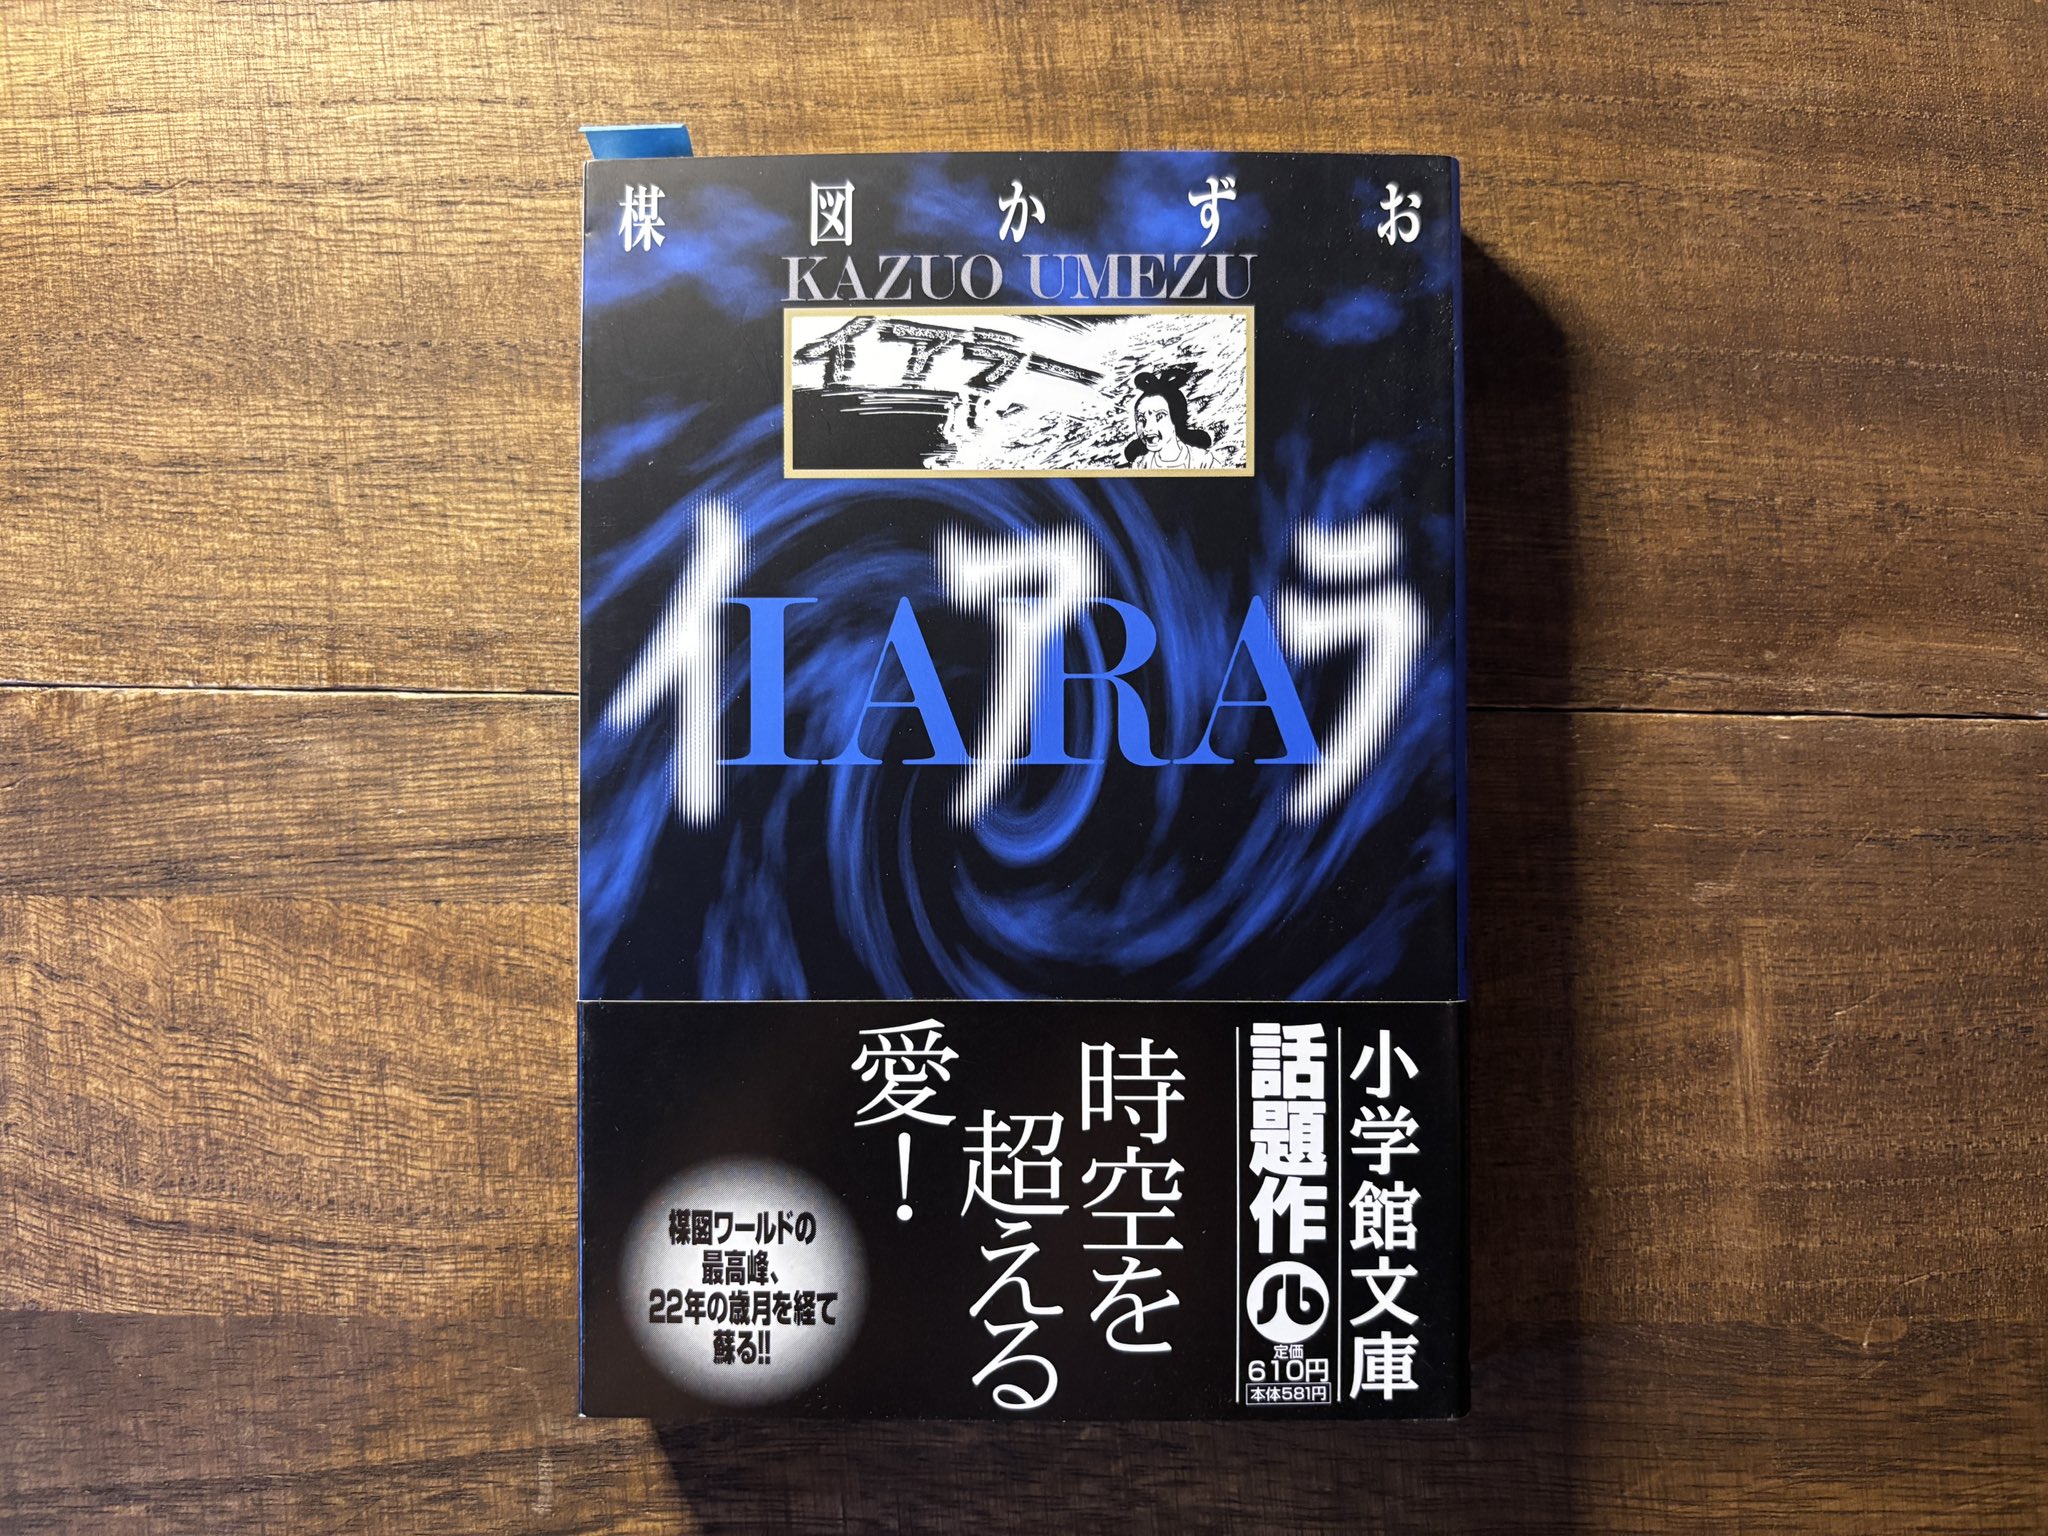 楳図かずお
KAZUO UMEZU
イアラー
イアラ
IARA
小学館文庫
話題作
定価
610円
本体581円
時空を
超える
愛!
楳図ワールドの
最高峰、
22年の歳月を経て
蘇る!!